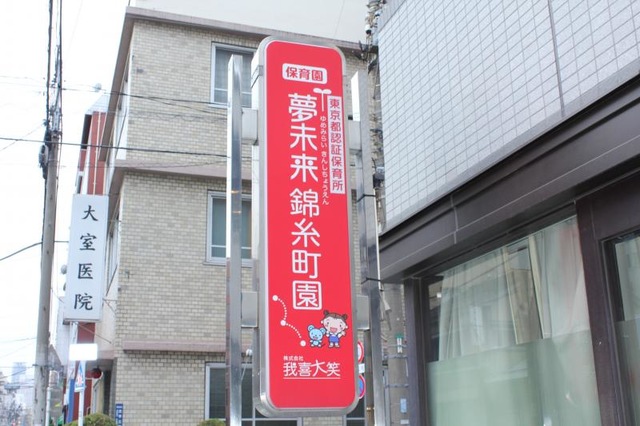 保育園
東京都認証保育所
ゆめみらい きんしちょうえん
夢未来 錦糸町園
株式会社
我喜大笑
大室医院